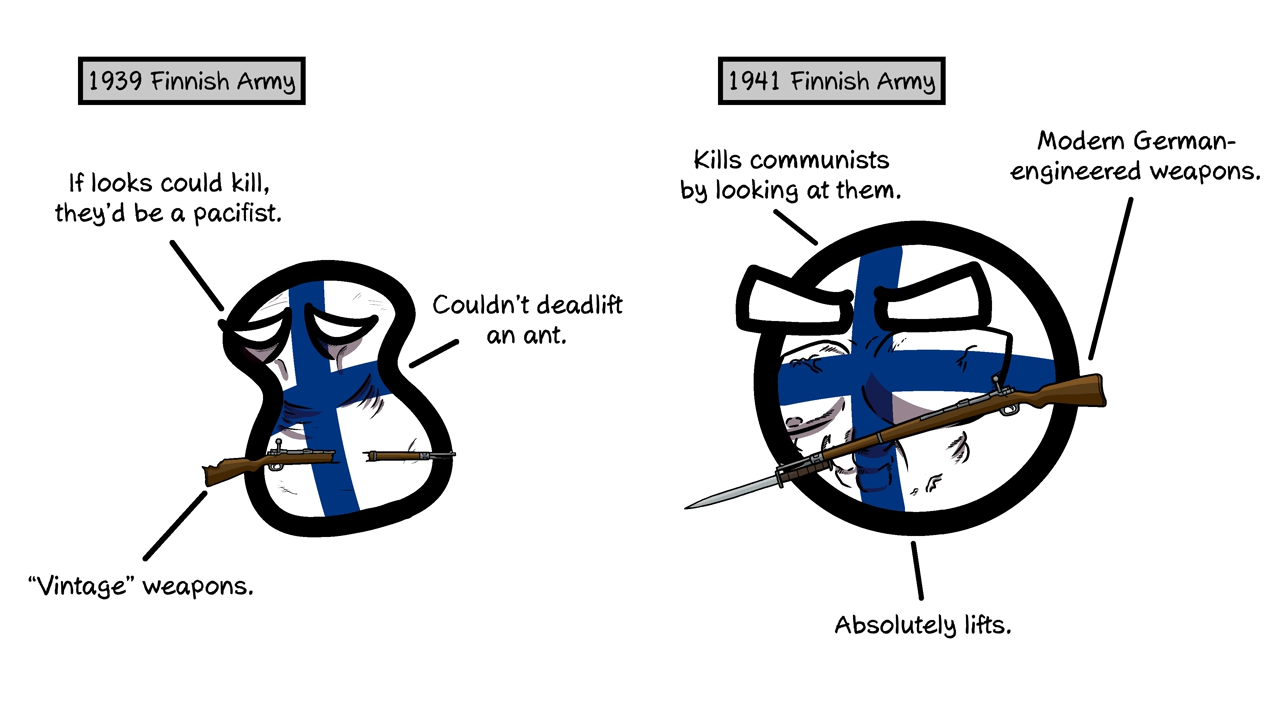 1939 Finnish Army
If looks could kill,
they'd be a pacifist.
Couldn't deadlift
an ant.
"Vintage" weapons.
1941 Finnish Army
Kills communists
by looking at them.
Modern German-
engineered weapons.
Absolutely lifts.